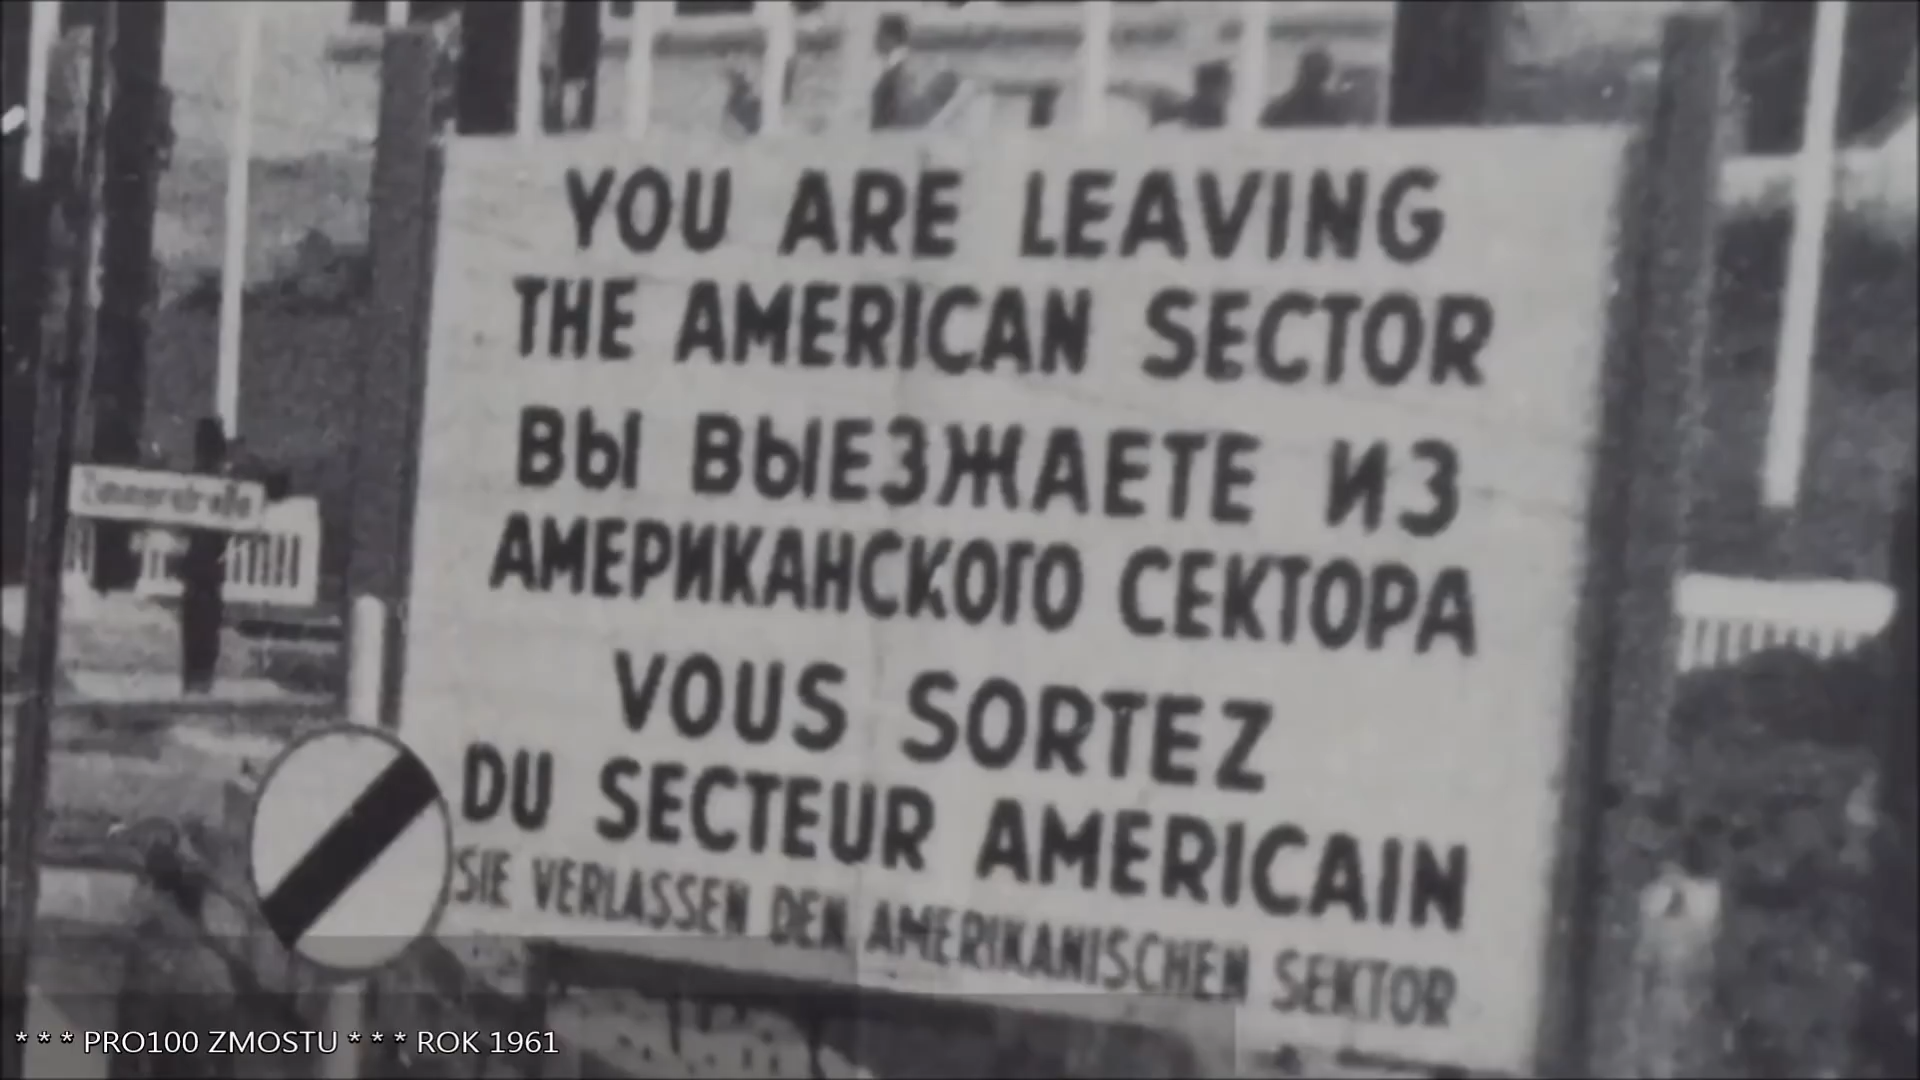 YOU ARE LEAVING
THE AMERICAN SECTOR
ВЫ ВЫЕЗЖАЕТЕ ИЗ
АМЕРИКАНСКОГО СЕКТОРА
VOUS SORTEZ
DU SECTEUR AMERICAIN
SIE VERLASSEN DEN AMERIKANISCHEN SEKTOR
Zimmerstraße
* * * PRO100 ZMOSTU * * * ROK 1961